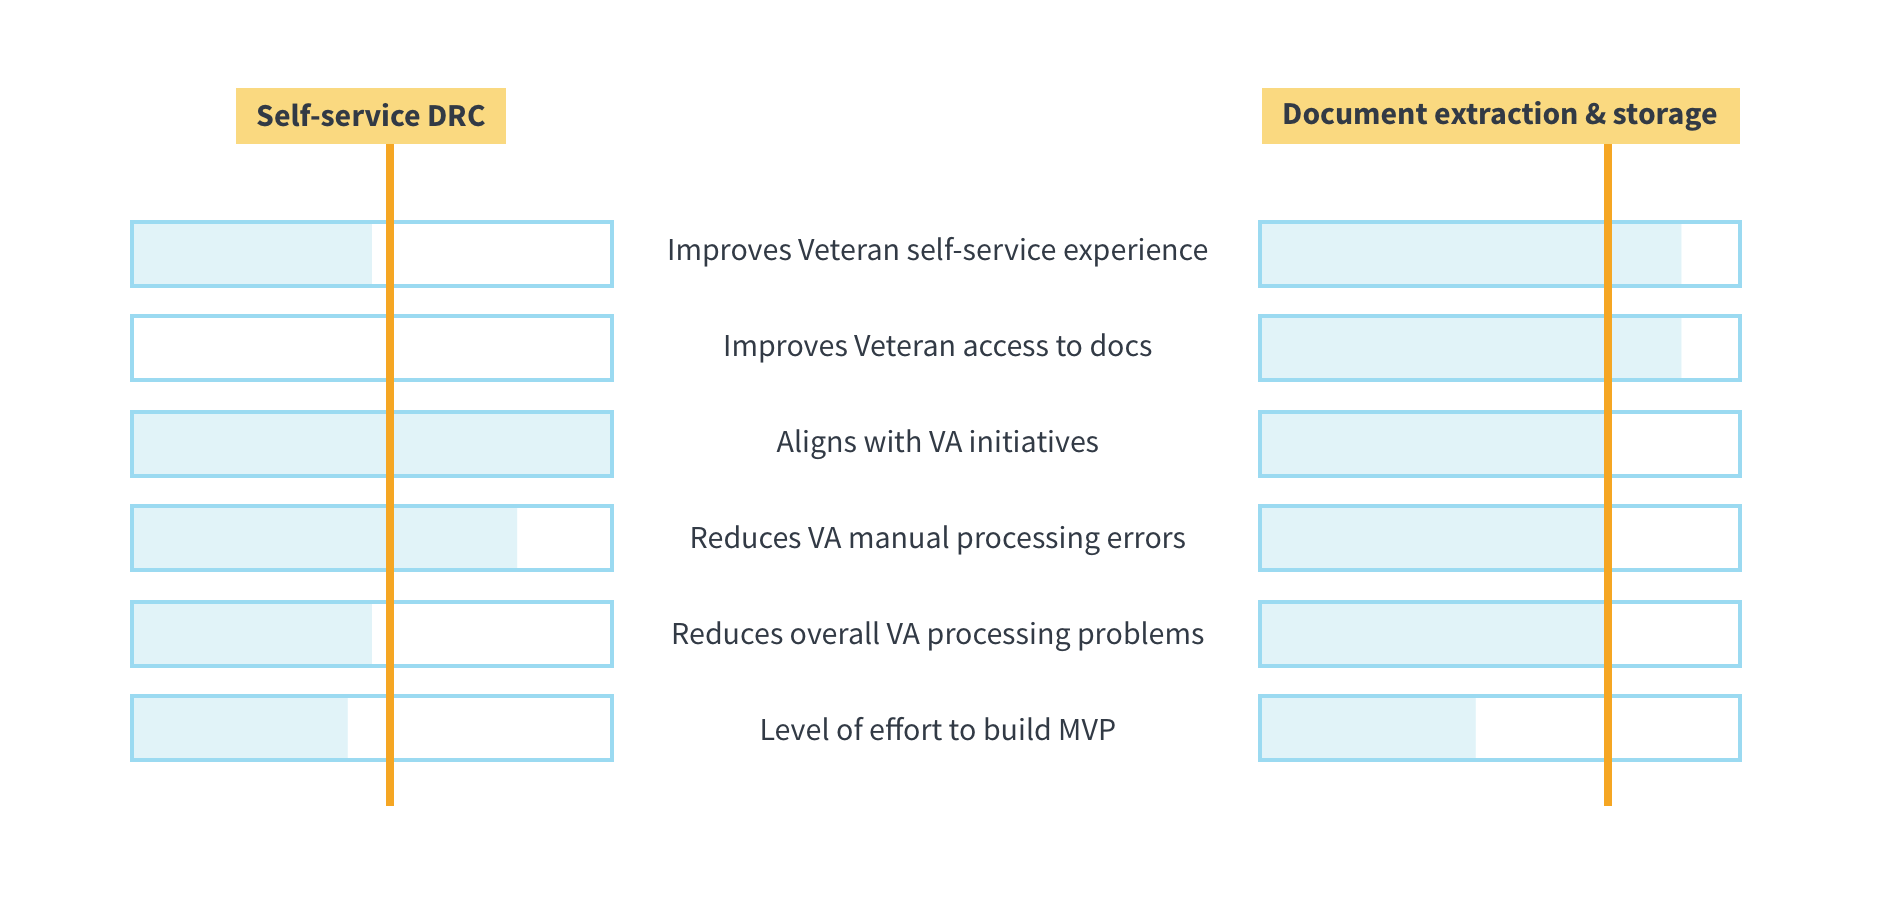 Self-service DRC
Document extraction & storage
Improves Veteran self-service experience
Improves Veteran access to docs
Aligns with VA initiatives
Reduces VA manual processing errors
Reduces overall VA processing problems
Level of effort to build MVP